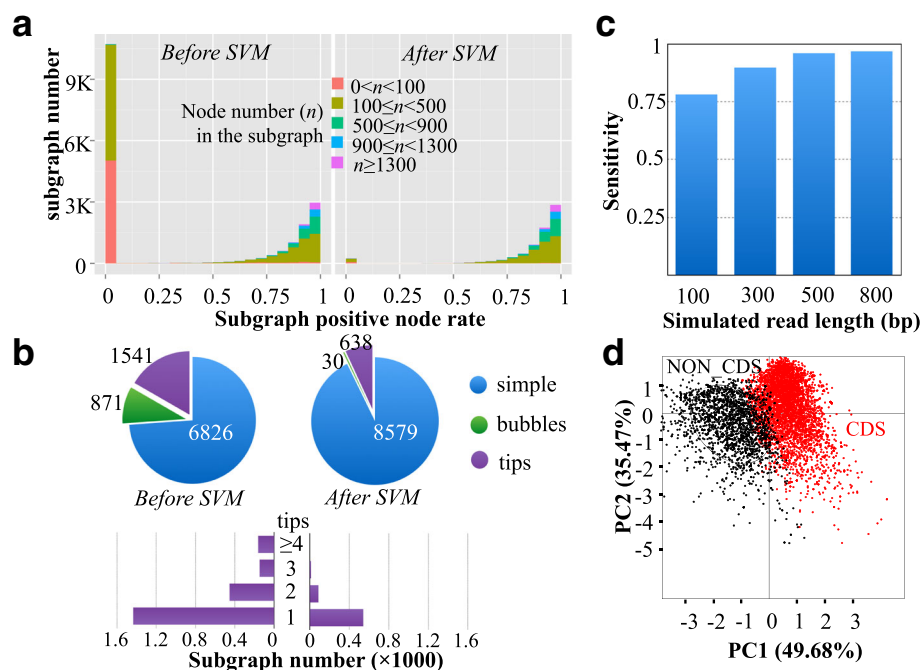 a
Before SVM
After SVM
subgraph number
9K
6K
3K
0
Node number (n)
in the subgraph
0<n<100
100≤n<500
500≤n<900
900≤n<1300
n≥1300
0 0.25 0.75 1 0 0.25 0.75 1
Subgraph positive node rate
b
1541
871
6826
Before SVM
638
30
8579
After SVM
simple
bubbles
tips
tips
≥4
3
2
1
1.6 1.2 0.8 0.4 0 0 0.4 0.8 1.2 1.6
Subgraph number (×1000)
c
Sensitivity
1
0.75
0.5
0.25
100 300 500 800
Simulated read length (bp)
d
NON_CDS
CDS
PC2 (35.47%)
1
0
-1
-2
-3
-4
-5
-3 -2 -1 0 1 2 3
PC1 (49.68%)